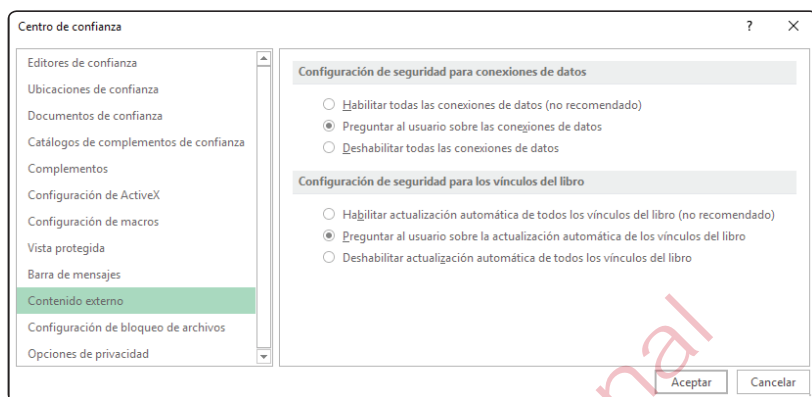 Centro de confianza
? ×
Editores de confianza
Ubicaciones de confianza
Documentos de confianza
Catálogos de complementos de confianza
Complementos
Configuración de ActiveX
Configuración de macros
Vista protegida
Barra de mensajes
Contenido externo
Configuración de bloqueo de archivos
Opciones de privacidad
Configuración de seguridad para conexiones de datos
Habilitar todas las conexiones de datos (no recomendado)
Preguntar al usuario sobre las conexiones de datos
Deshabilitar todas las conexiones de datos
Configuración de seguridad para los vínculos del libro
Habilitar actualización automática de todos los vínculos del libro (no recomendado)
Preguntar al usuario sobre la actualización automática de los vínculos del libro
Deshabilitar actualización automática de todos los vínculos del libro
Aceptar
Cancelar